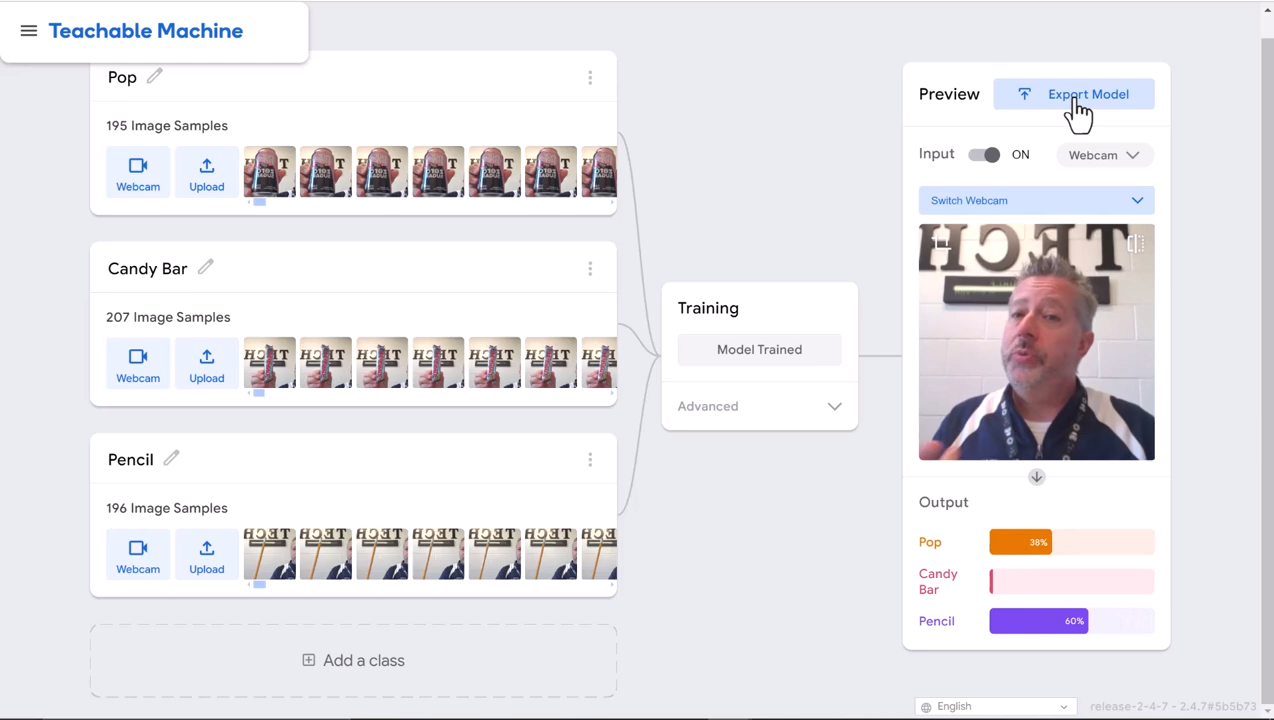 Teachable Machine
Pop
195 Image Samples
Webcam
Upload
Candy Bar
207 Image Samples
Webcam
Upload
Pencil
196 Image Samples
Webcam
Upload
Add a class
Training
Model Trained
Advanced
Preview
Export Model
Input
ON
Webcam
Switch Webcam
TECH
Output
Pop
38%
Candy
Bar
Pencil
60%
English
release-2-4-7 - 2.4.7#5b5b73